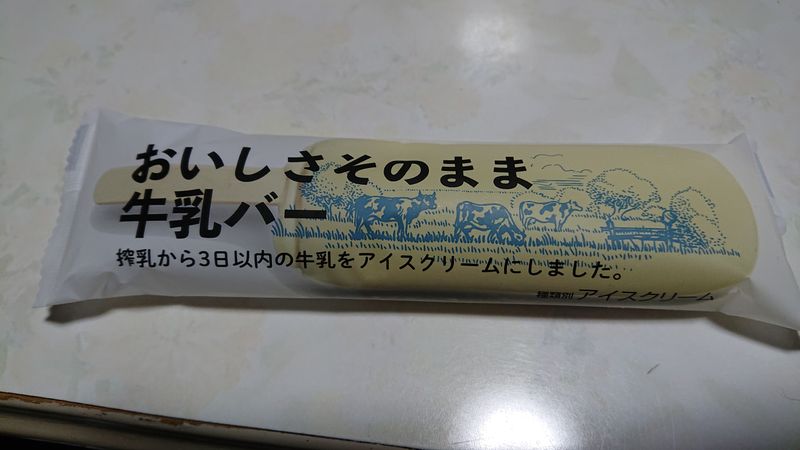 おいしさそのまま
牛乳バー
搾乳から3日以内の牛乳をアイスクリームにしました。
種類別 アイスクリーム